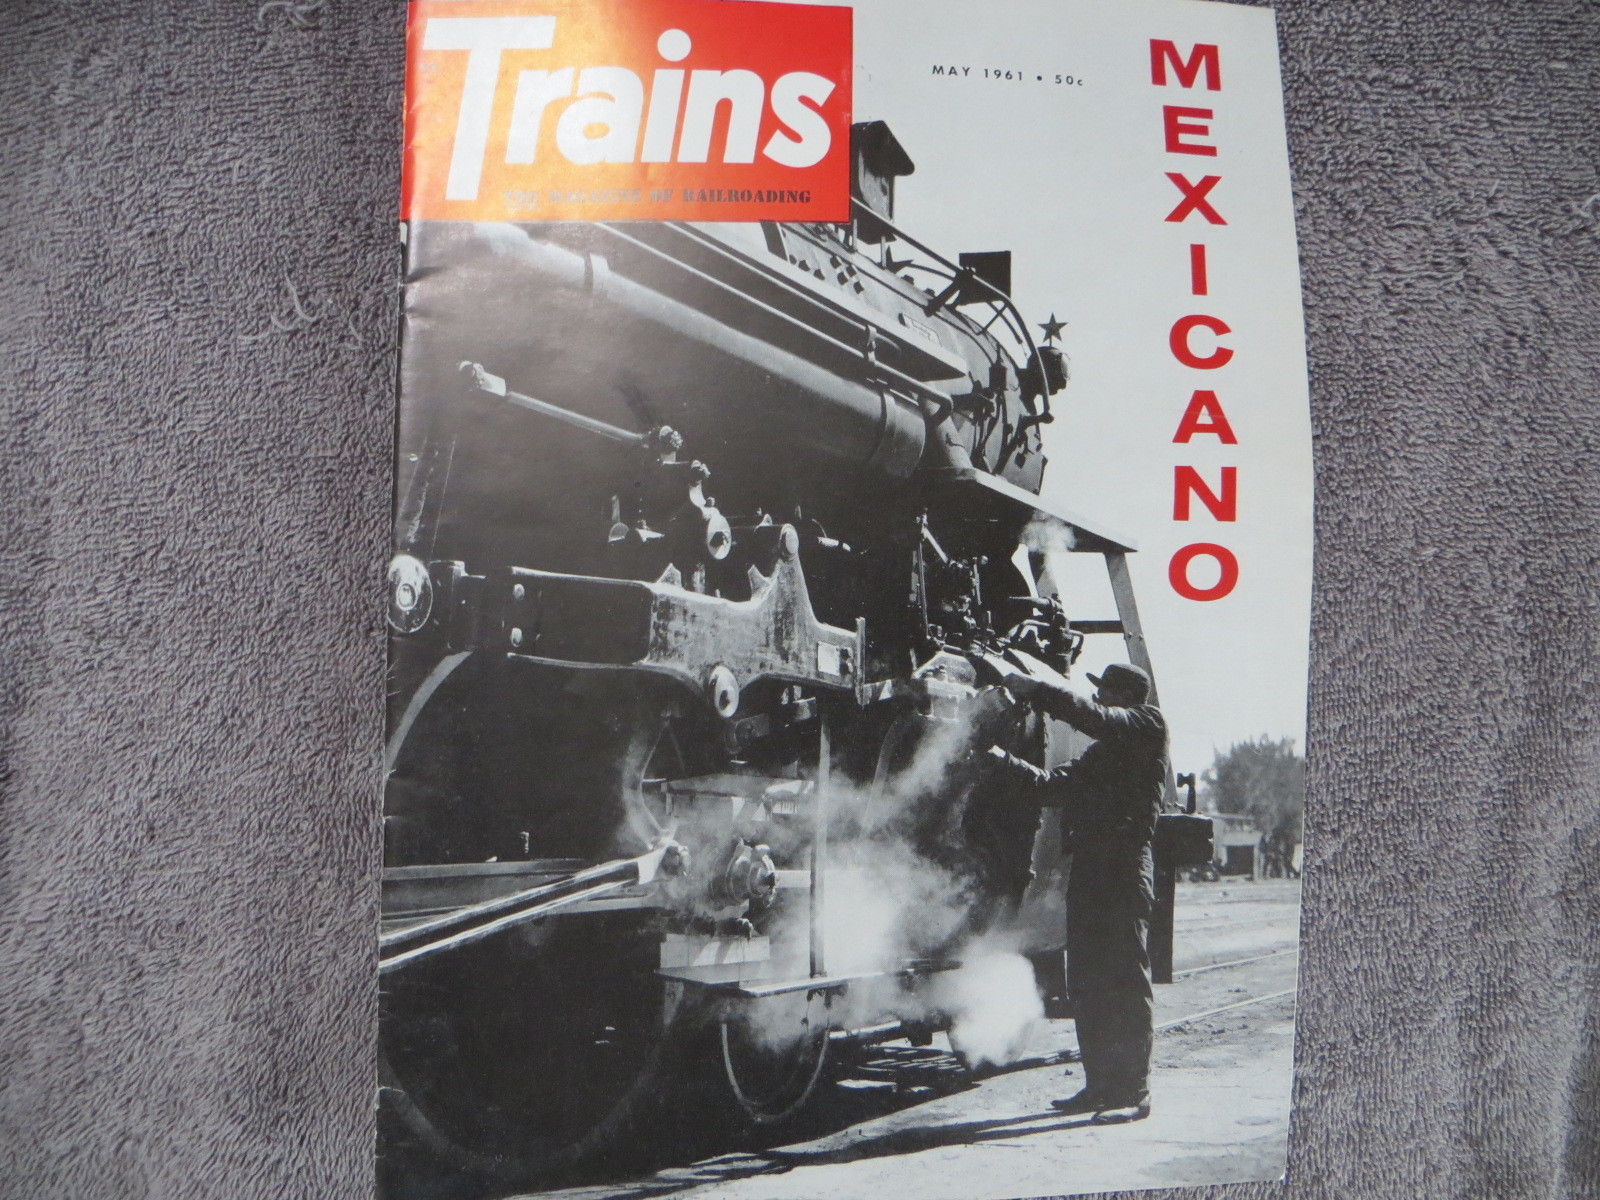 Trains
THE MAGAZINE OF RAILROADING
MAY 1961 • 50c
MEXICANO